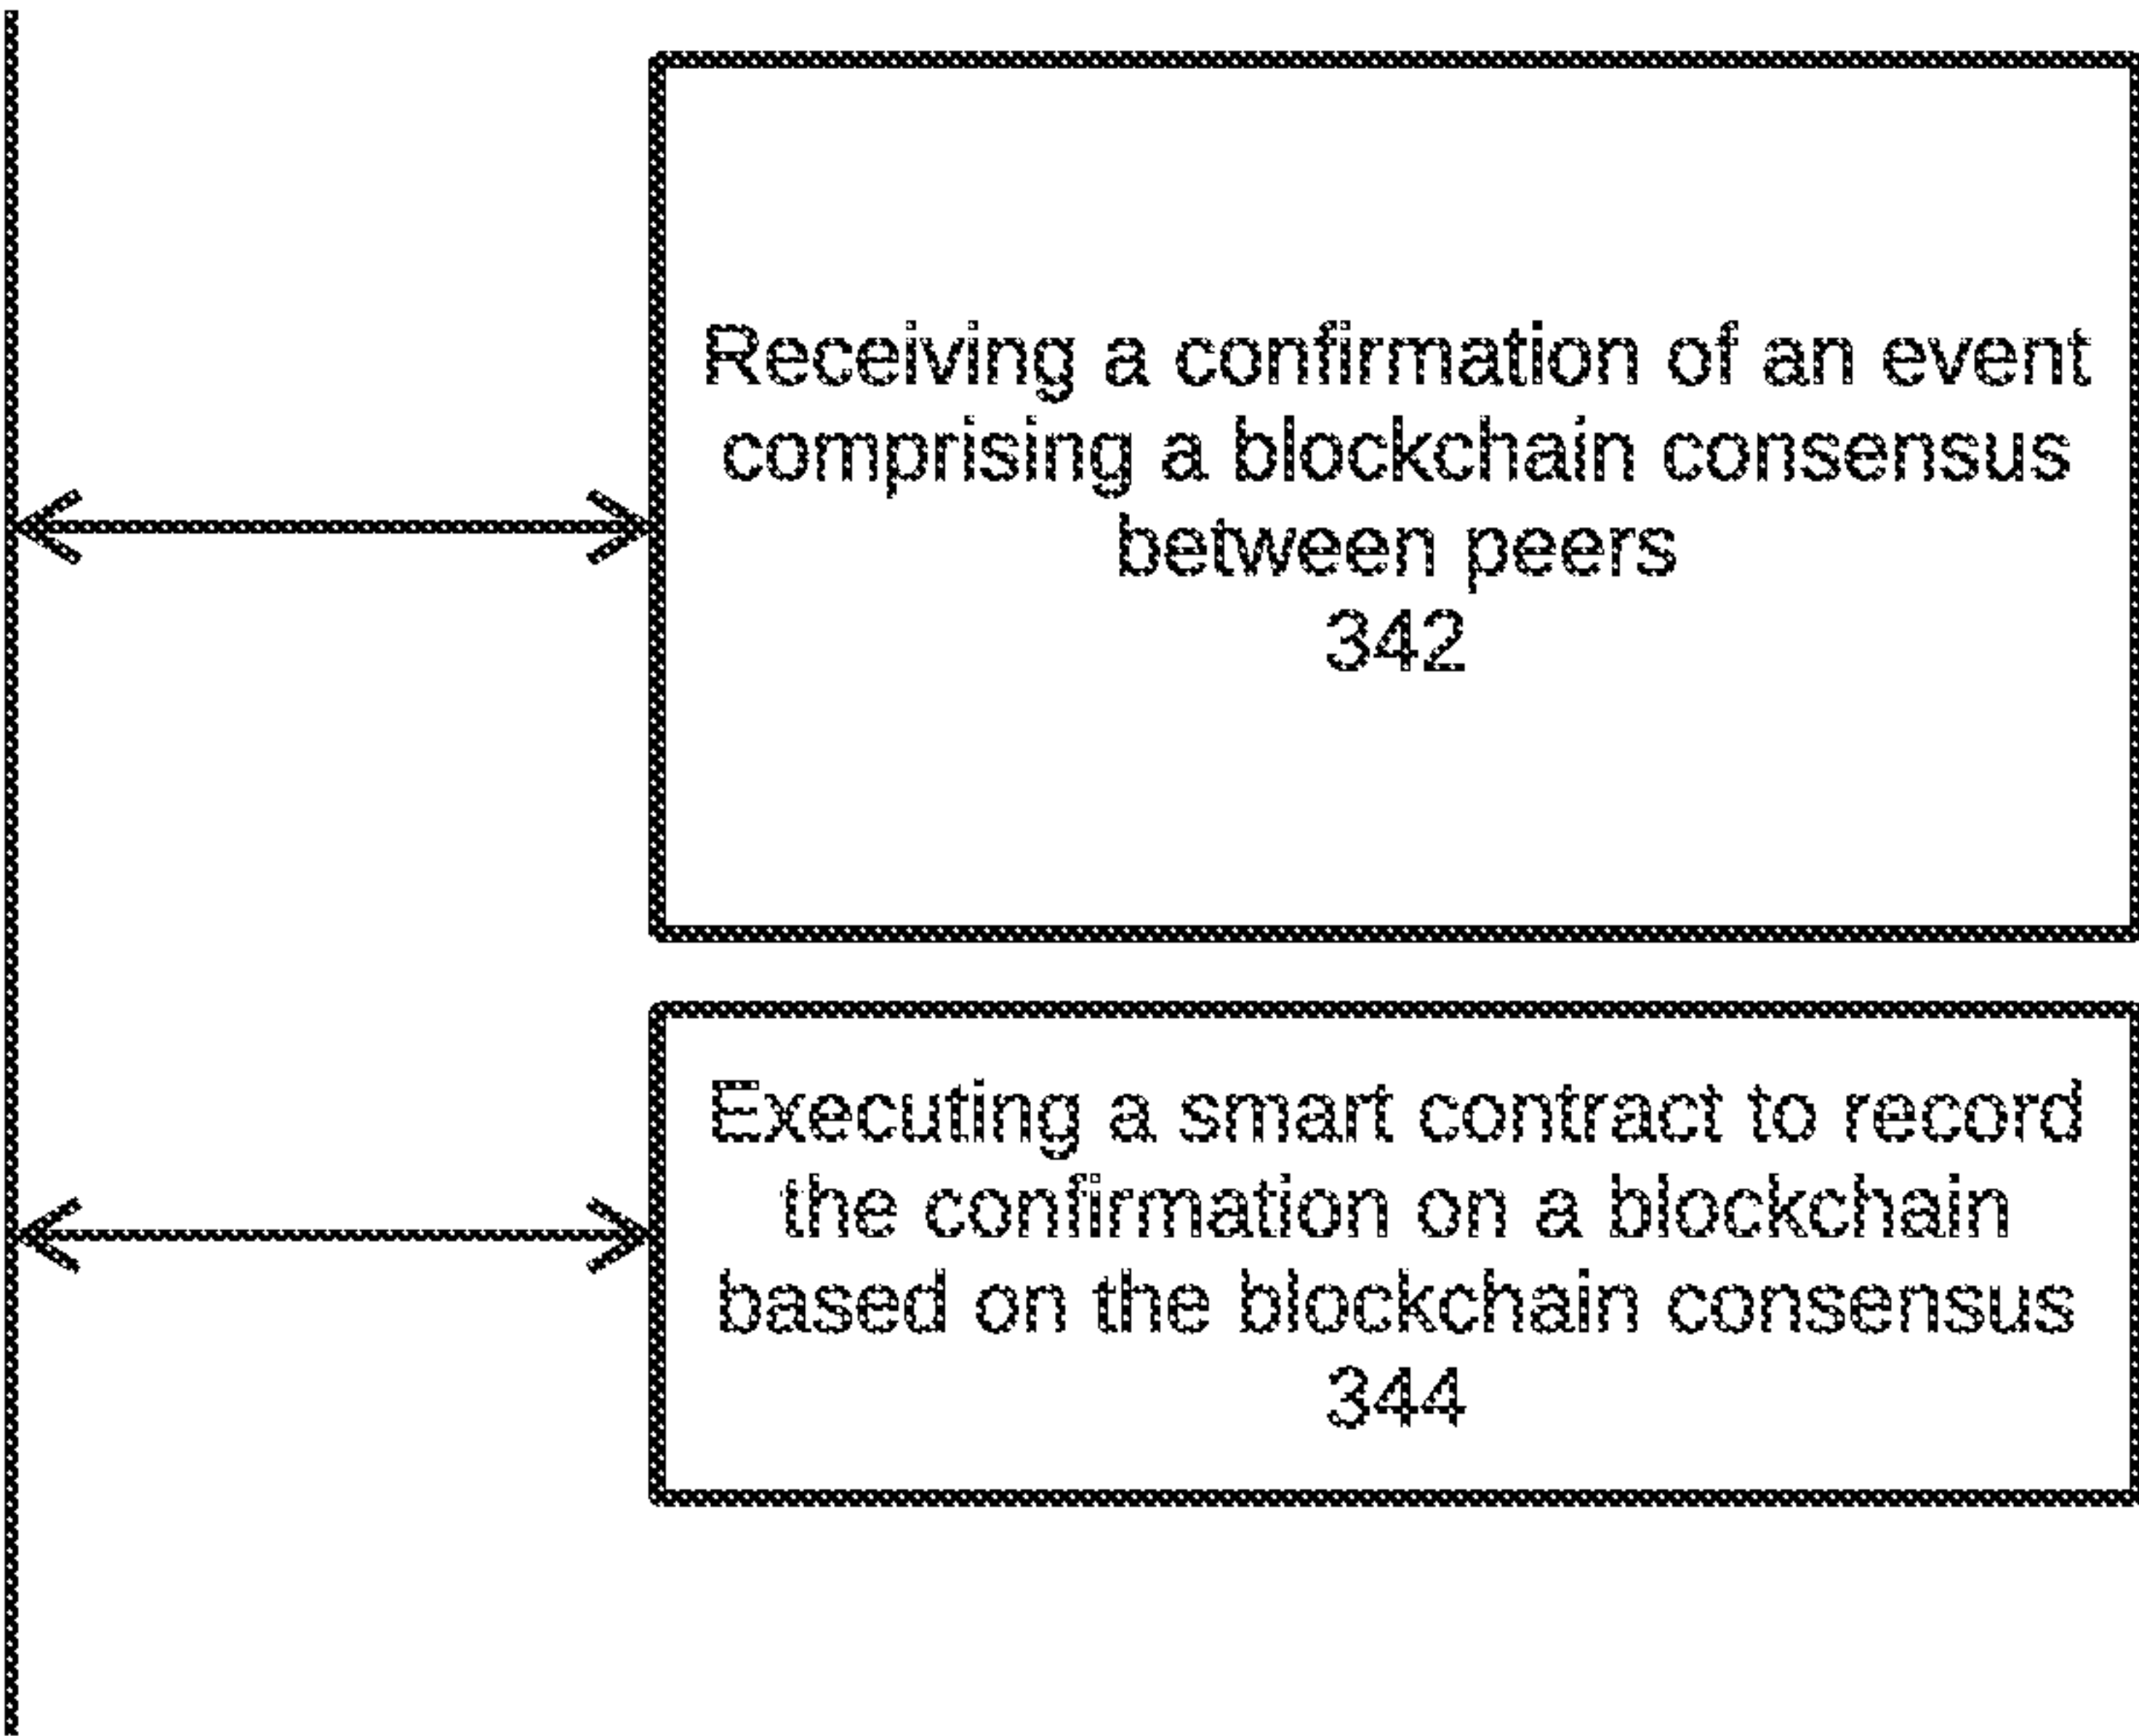 Receiving a confirmation of an event
comprising a blockchain consensus
between peers
342
Executing a smart contract to record
the confirmation on a blockchain
based on the blockchain consensus
344